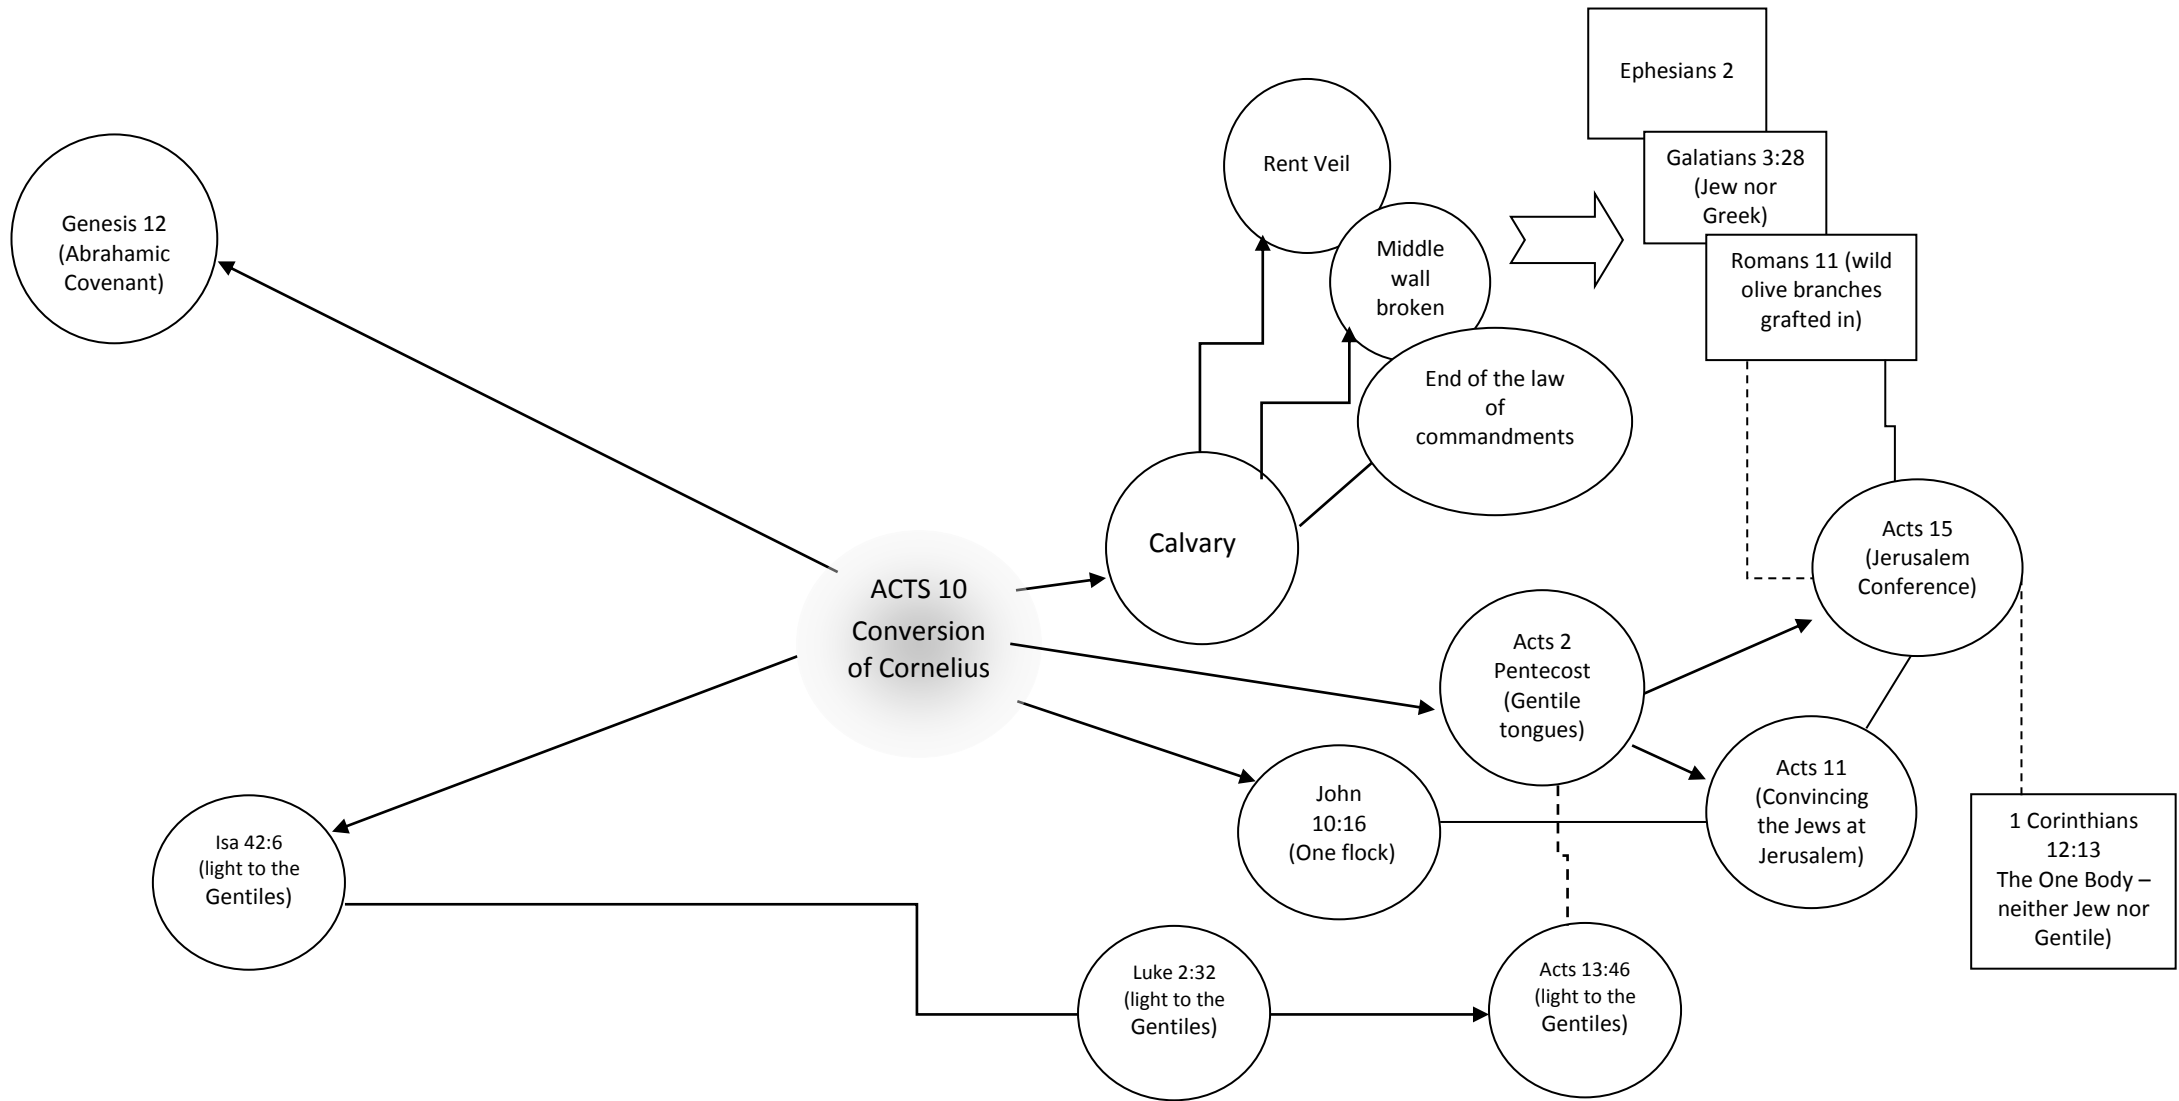 Ephesians 2
Rent Veil
Galatians 3:28
(Jew nor
Greek)
Genesis 12
(Abrahamic
Covenant)
Middle
wall
broken
Romans 11 (wild
olive branches
grafted in)
End of the law
of
commandments
Calvary
Acts 15
(Jerusalem
Conference)
ACTS 10
Conversion
of Cornelius
Acts 2
Pentecost
(Gentile
tongues)
Acts 11
(Convincing
the Jews at
Jerusalem)
John
10:16
(One flock)
1 Corinthians
12:13
The One Body –
neither Jew nor
Gentile)
Isa 42:6
(light to the
Gentiles)
Luke 2:32
(light to the
Gentiles)
Acts 13:46
(light to the
Gentiles)